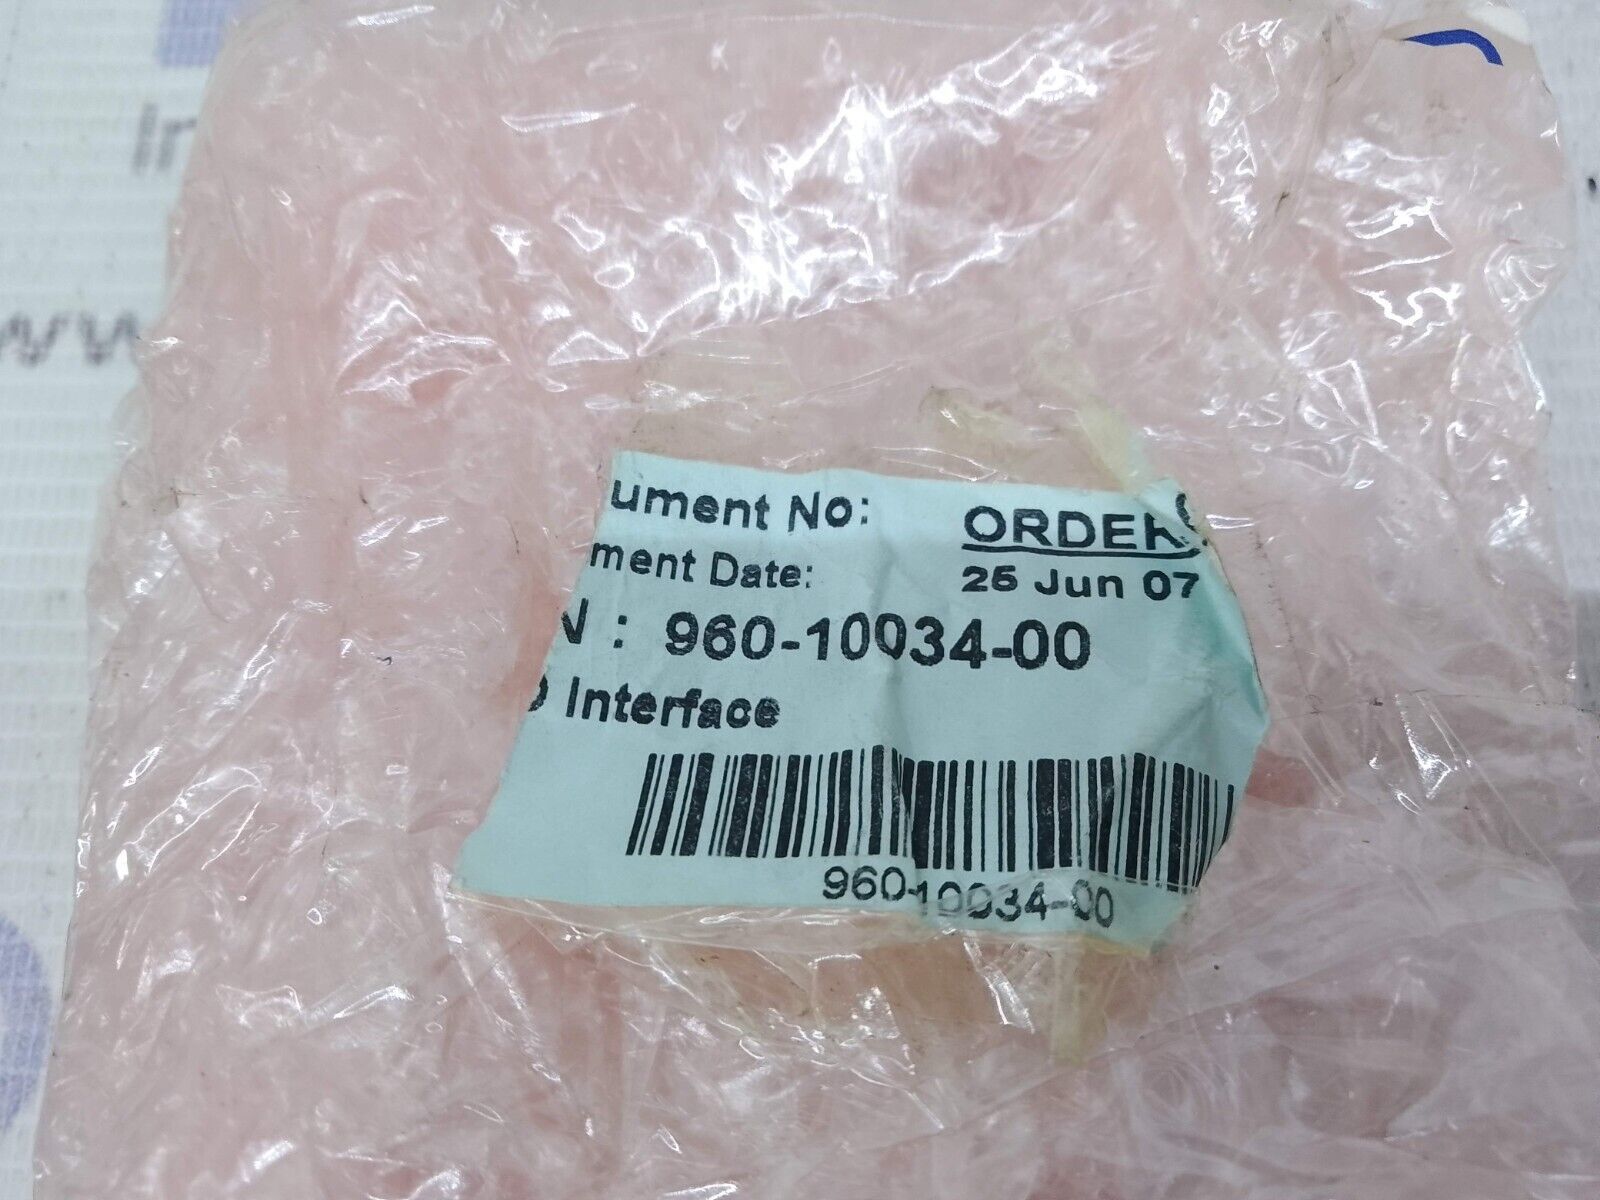 ument No: ORDER
ment Date: 25 Jun 07
N : 960-10034-00
Interface
960-10034-00